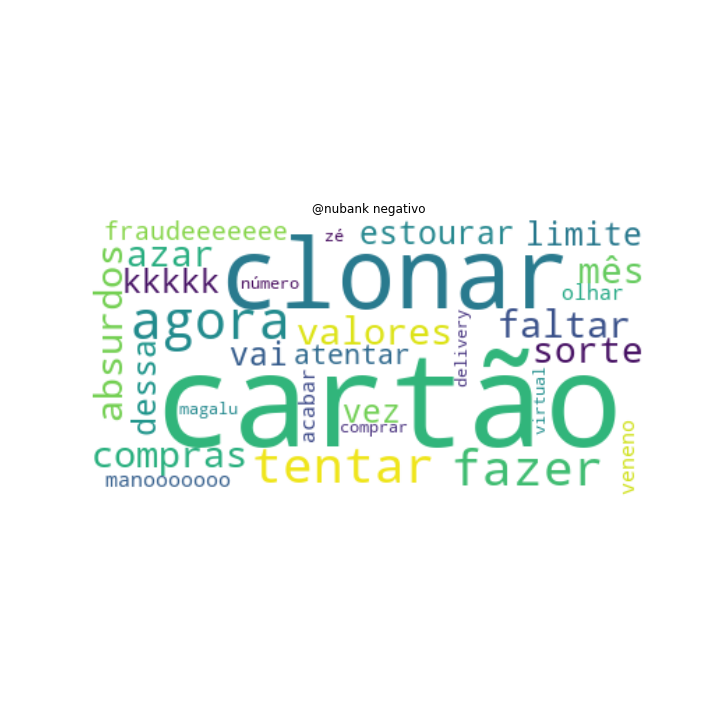 @nubank negativo
fraudeeeeeee
zé
estourar
limite
azar
clonar
mês
kkkkk
número
olhar
absurdos
agora
valores
delivery
faltar
dessa
vai
atentar
sorte
cartão
magalu
acabar
vez
comprar
virtual
compras
tentar
fazer
veneno
manooooooo